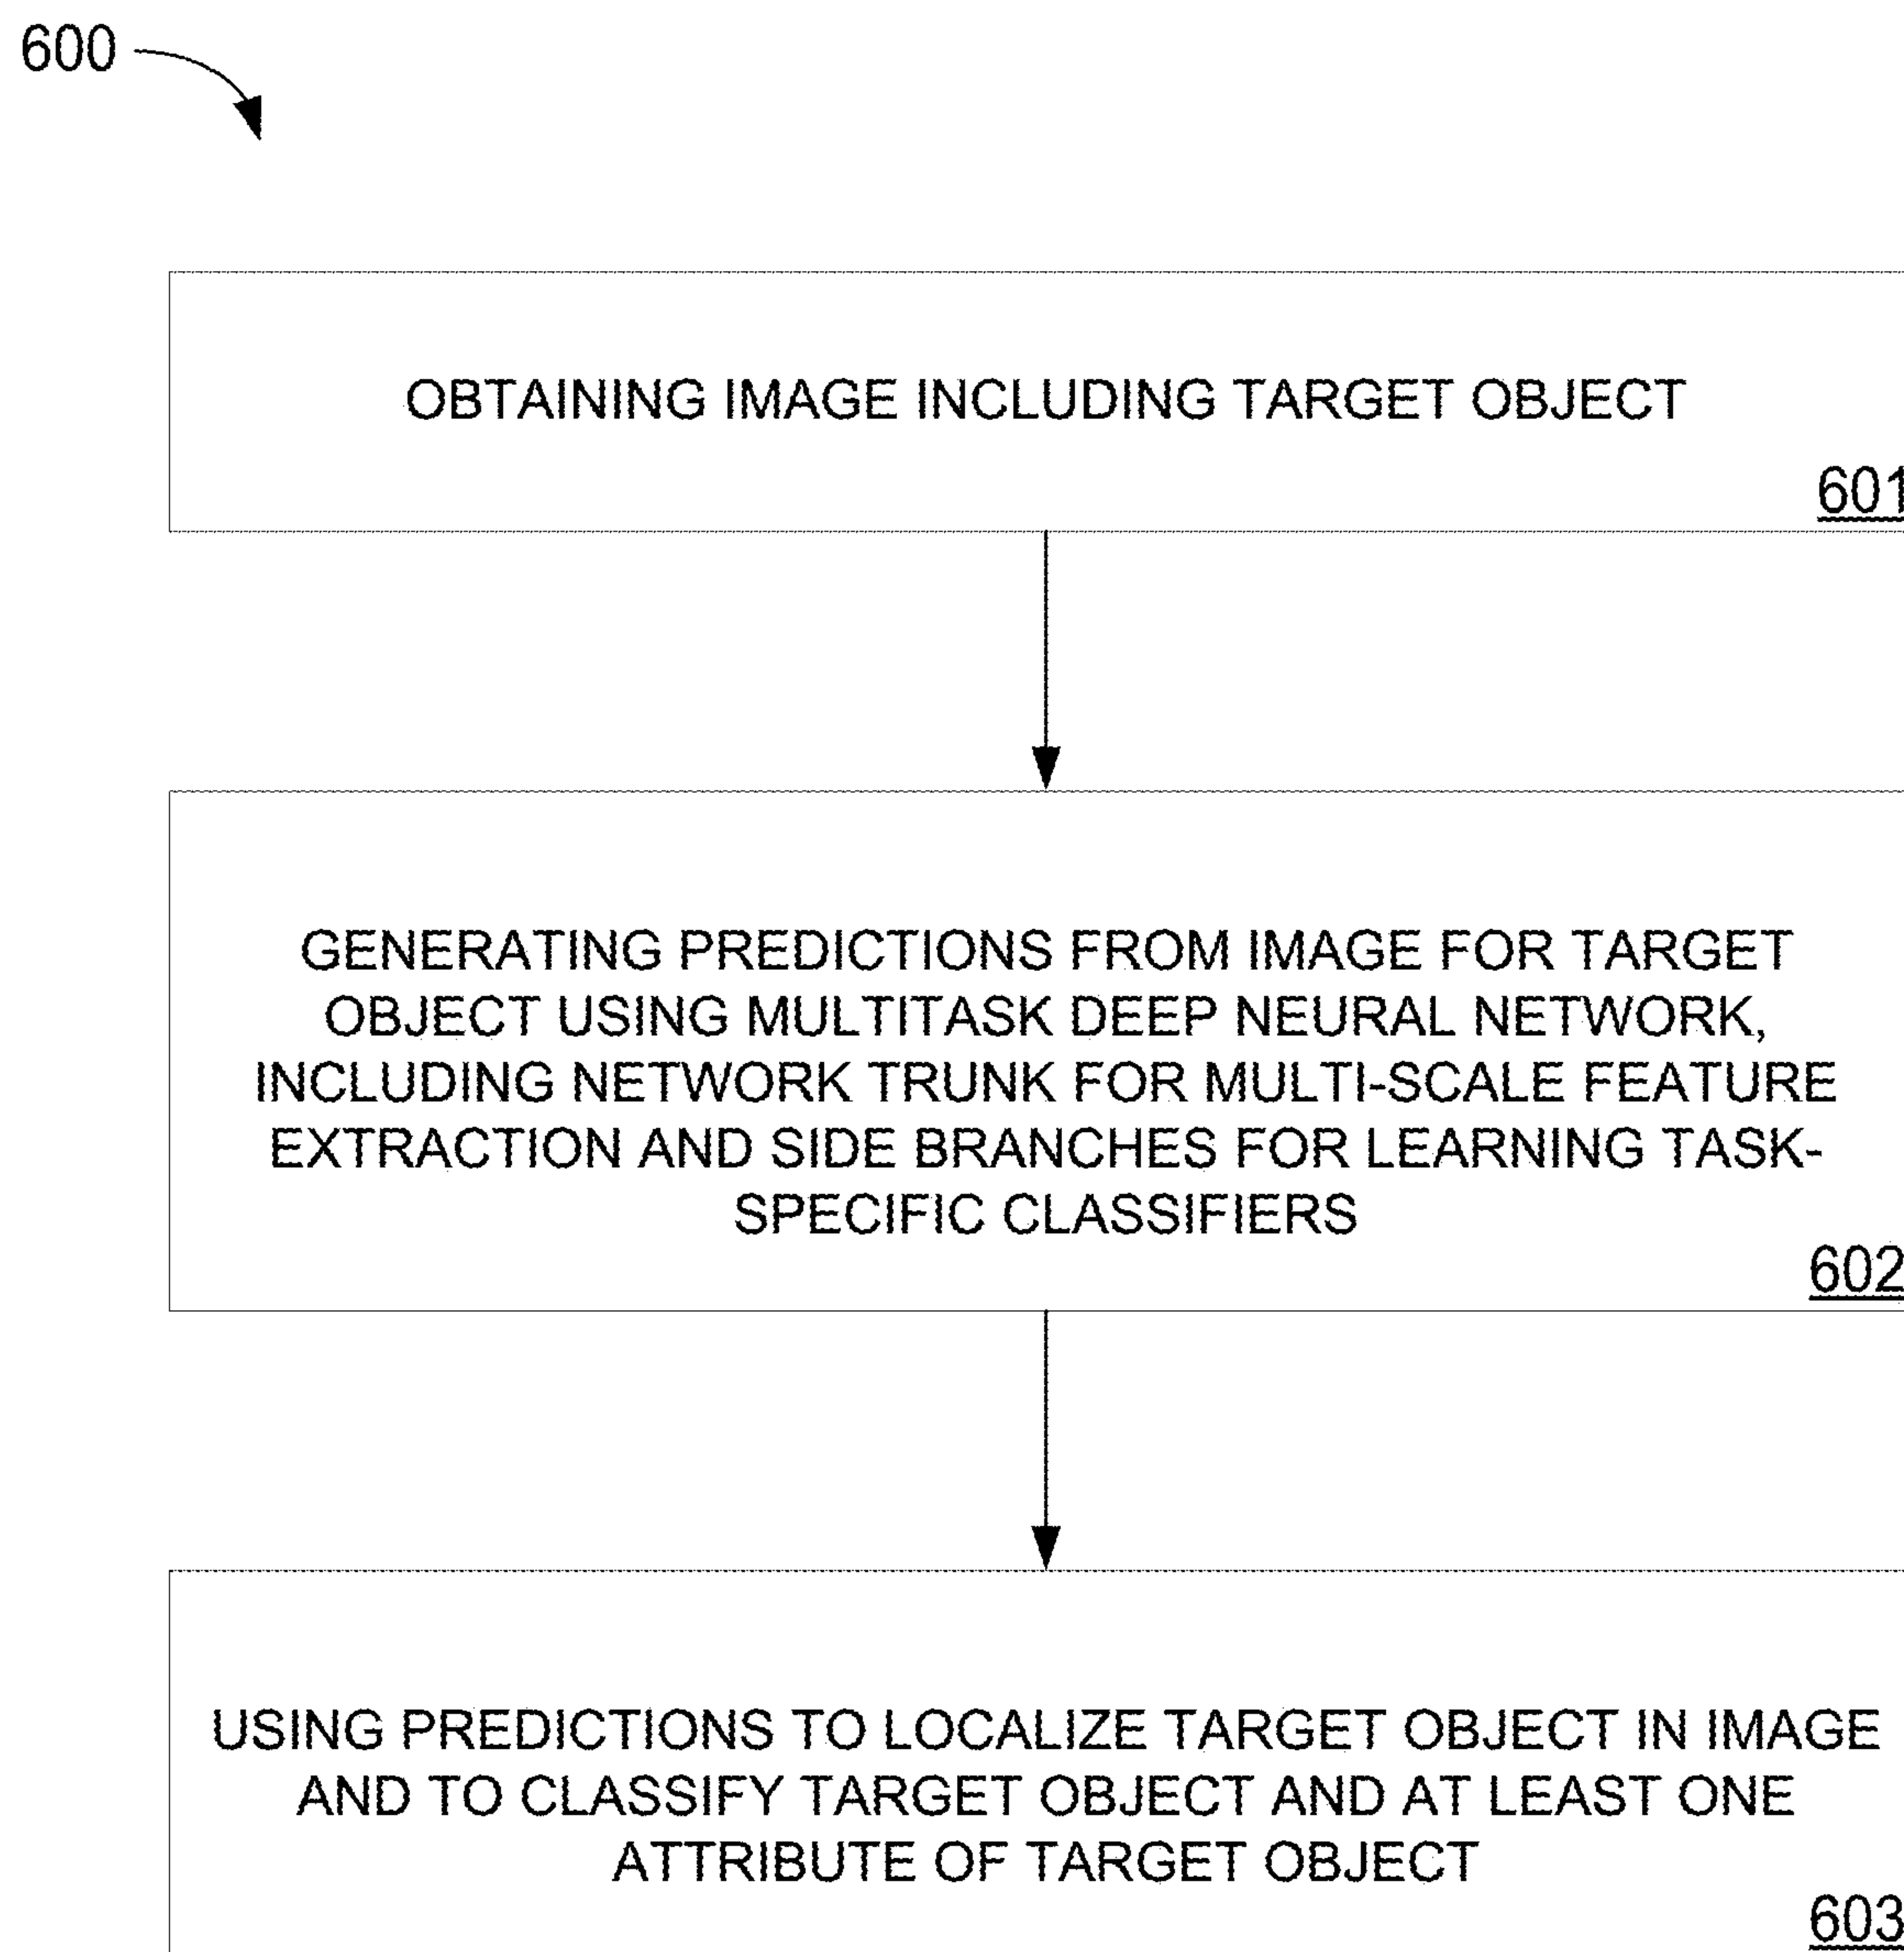 600
OBTAINING IMAGE INCLUDING TARGET OBJECT
601
GENERATING PREDICTIONS FROM IMAGE FOR TARGET
OBJECT USING MULTITASK DEEP NEURAL NETWORK,
INCLUDING NETWORK TRUNK FOR MULTI-SCALE FEATURE
EXTRACTION AND SIDE BRANCHES FOR LEARNING TASK-
SPECIFIC CLASSIFIERS
602
USING PREDICTIONS TO LOCALIZE TARGET OBJECT IN IMAGE
AND TO CLASSIFY TARGET OBJECT AND AT LEAST ONE
ATTRIBUTE OF TARGET OBJECT
603